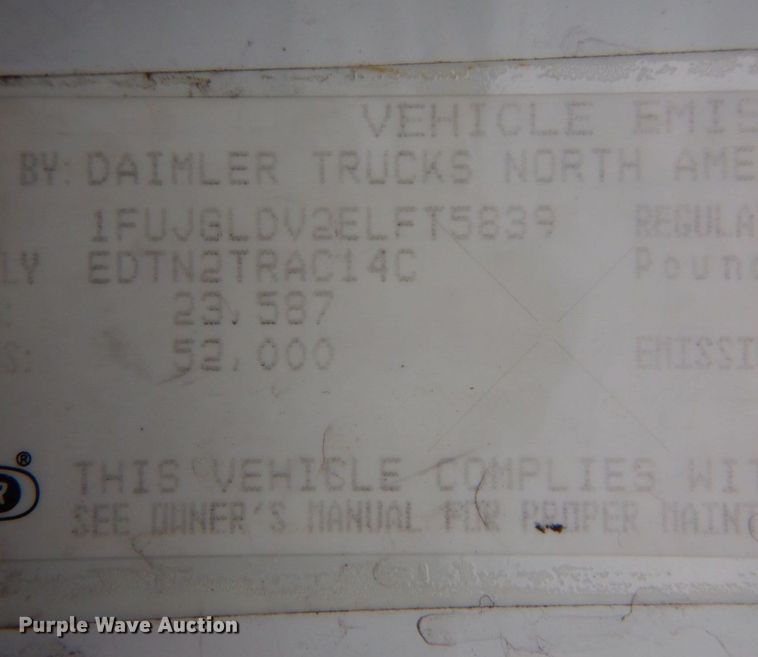 VEHICLE EMIS
BY: DAIMLER TRUCKS NORTH AME
1FUJGLDV2ELFT5839 REGULA
LY EDTN2TRAC14C Poun
: 23,587
S: 52,000 EMISSI
R®
THIS VEHICLE COMPLIES WIT
SEE OWNER'S MANUAL FOR PROPER MAINT
Purple Wave Auction